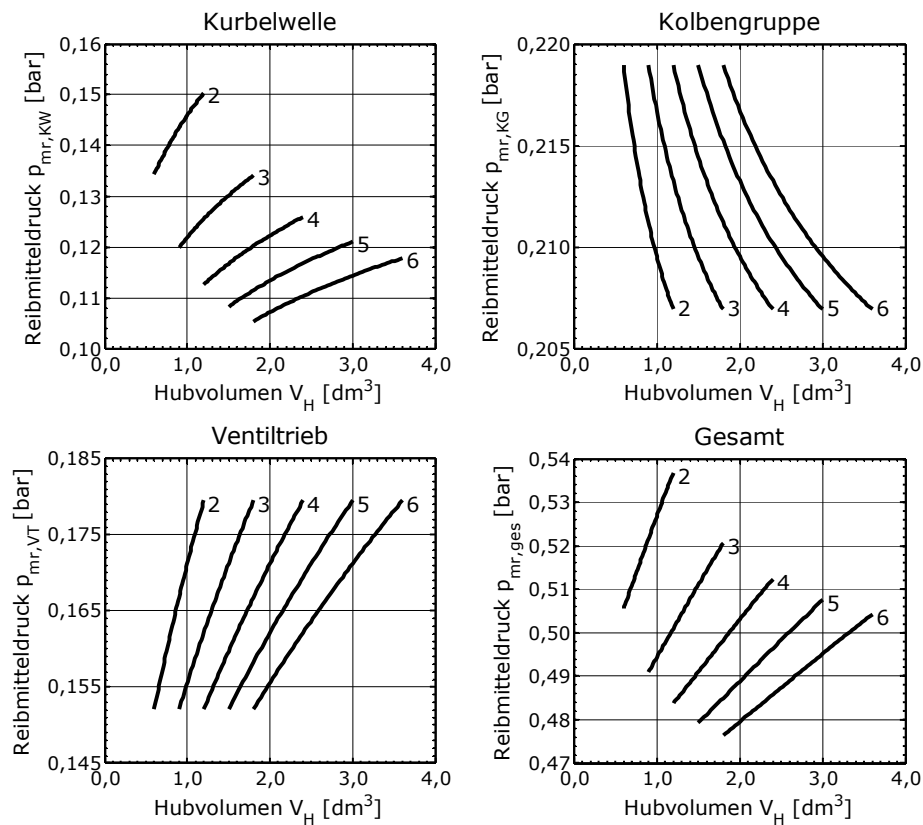 Kurbelwelle
Reibmitteldruck p_mr,KW [bar]
0,16
0,15
0,14
0,13
0,12
0,11
0,10
2
3
4
5
6
0,0 1,0 2,0 3,0 4,0
Hubvolumen V_H [dm³]
Kolbengruppe
Reibmitteldruck p_mr,KG [bar]
0,220
0,215
0,210
0,205
2 3 4 5 6
0,0 1,0 2,0 3,0 4,0
Hubvolumen V_H [dm³]
Ventiltrieb
Reibmitteldruck p_mr,VT [bar]
0,185
0,175
0,165
0,155
0,145
2 3 4 5 6
0,0 1,0 2,0 3,0 4,0
Hubvolumen V_H [dm³]
Gesamt
Reibmitteldruck p_mr,ges [bar]
0,54
0,53
0,52
0,51
0,50
0,49
0,48
0,47
2
3
4
5
6
0,0 1,0 2,0 3,0 4,0
Hubvolumen V_H [dm³]